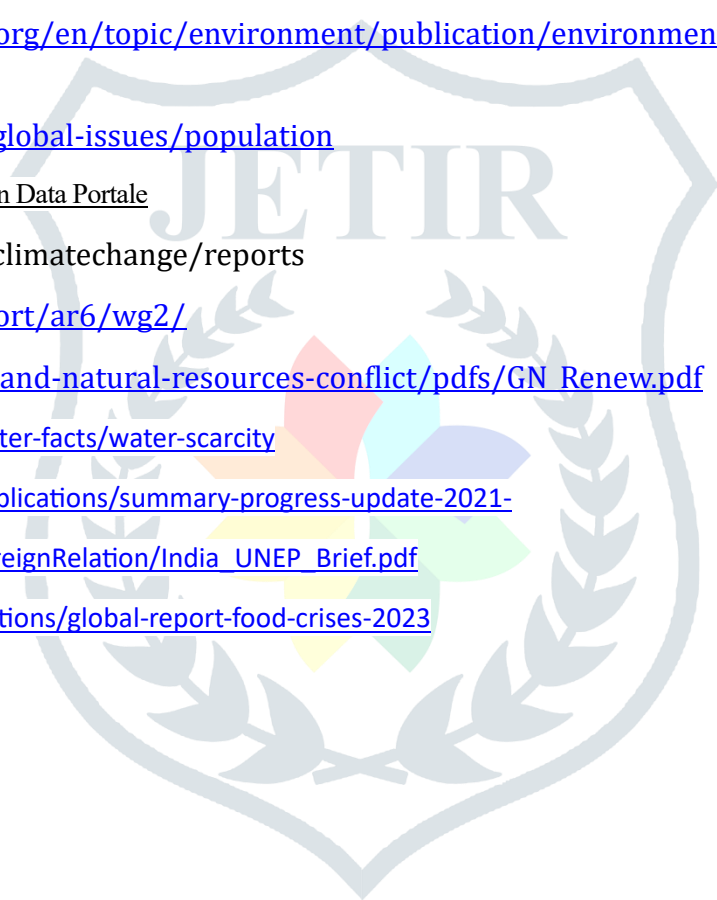 org/en/topic/environment/publication/environmen
global-issues/population
n Data Portale
climatechange/reports
ort/ar6/wg2/
and-natural-resources-conflict/pdfs/GN_Renew.pdf
ter-facts/water-scarcity
blications/summary-progress-update-2021-
reignRelation/India_UNEP_Brief.pdf
tions/global-report-food-crises-2023
JETIR